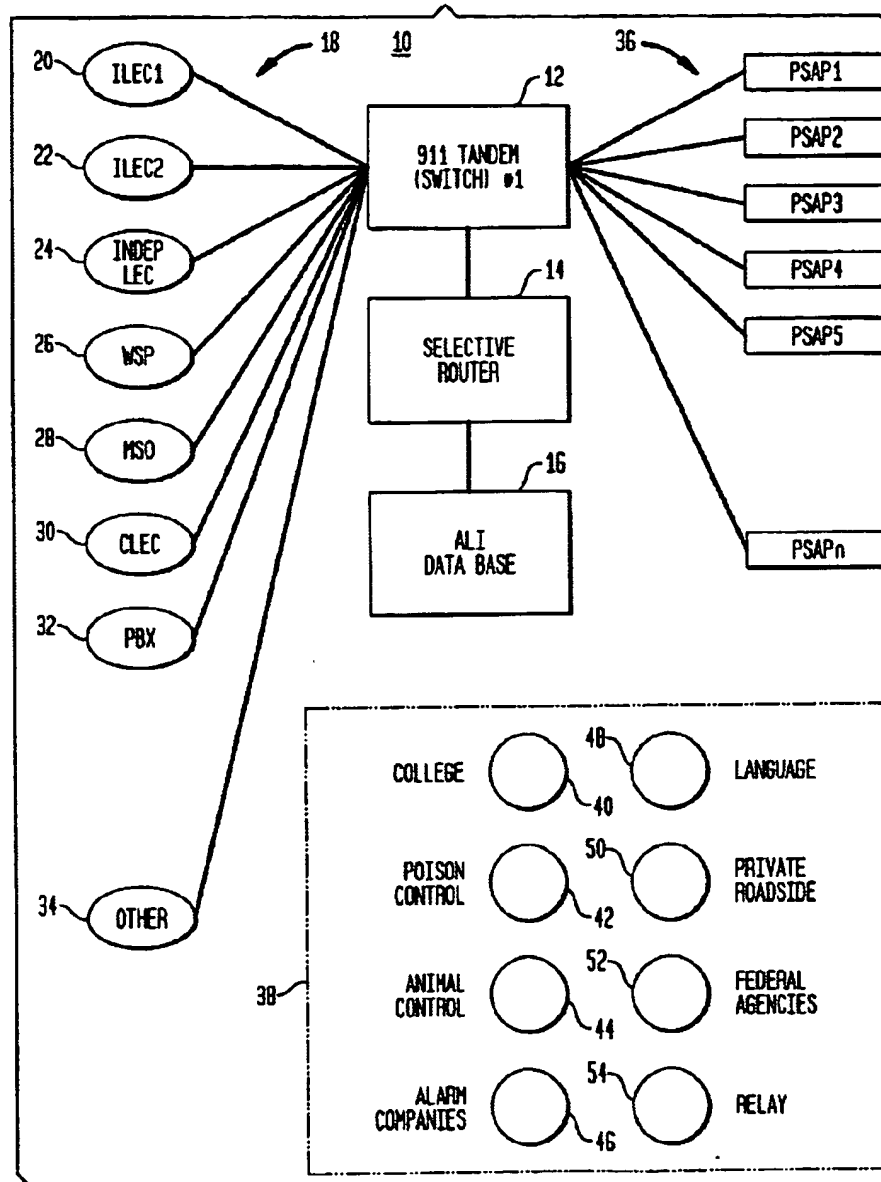 18
10
36
20
ILEC1
12
PSAP1
22
ILEC2
911 TANDEM
(SWITCH) #1
PSAP2
PSAP3
24
INDEP
LEC
14
PSAP4
26
WSP
SELECTIVE
ROUTER
PSAP5
28
MSO
16
30
CLEC
ALI
DATA BASE
PSAPn
32
PBX
34
OTHER
38
COLLEGE
40
48
LANGUAGE
POISON
CONTROL
42
50
PRIVATE
ROADSIDE
ANIMAL
CONTROL
44
52
FEDERAL
AGENCIES
ALARM
COMPANIES
46
54
RELAY